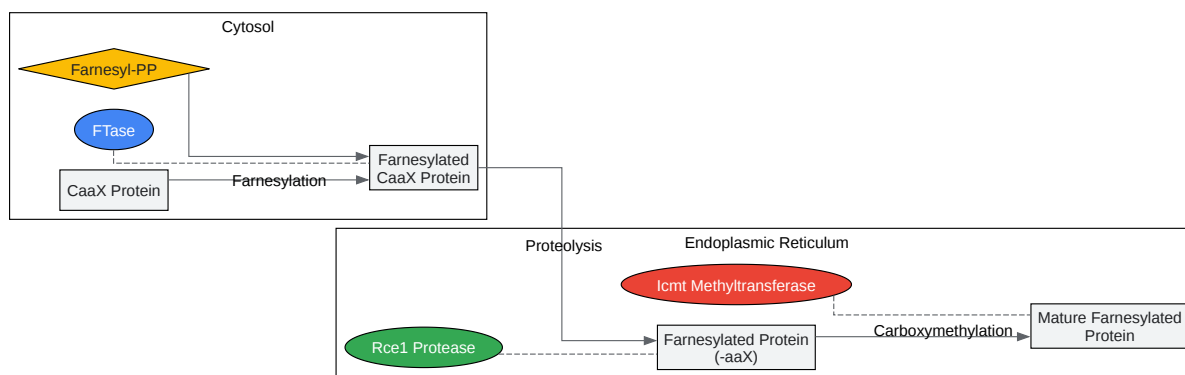 Cytosol
Farnesyl-PP
FTase
CaaX Protein
Farnesylation
Farnesylated
CaaX Protein
Proteolysis
Endoplasmic Reticulum
Icmt Methyltransferase
Rce1 Protease
Farnesylated Protein
(-aaX)
Carboxymethylation
Mature Farnesylated
Protein